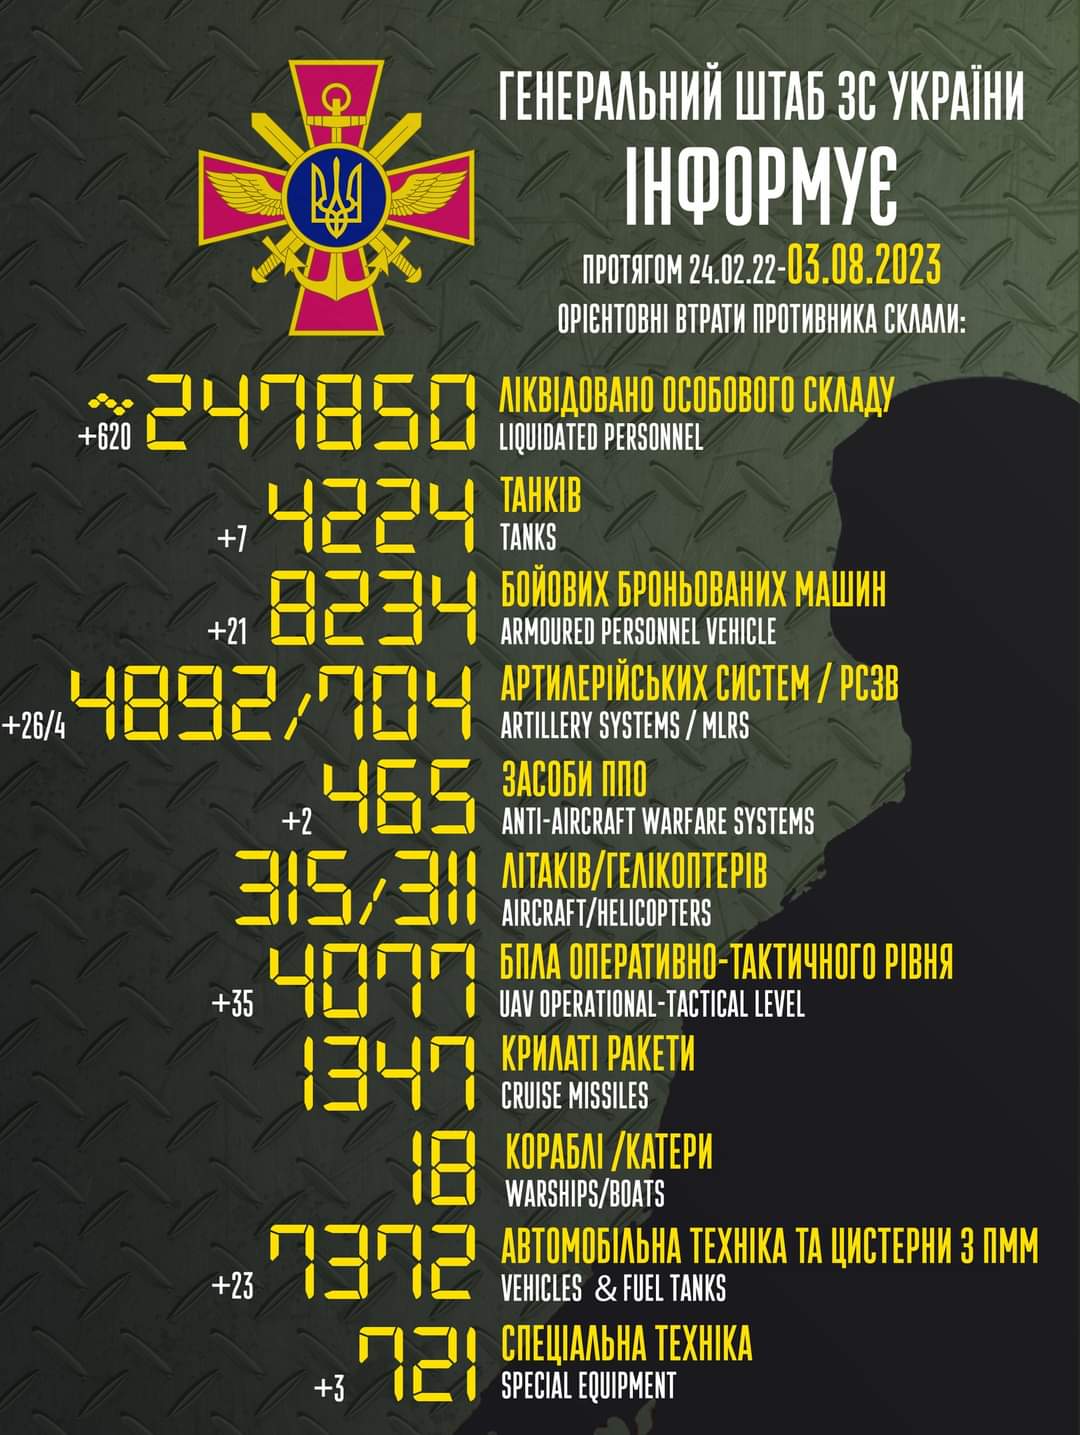 ГЕНЕРАЛЬНИЙ ШТАБ ЗС УКРАЇНИ
ІНФОРМУЄ
ПРОТЯГОМ 24.02.22-03.08.2023
ОРІЄНТОВНІ ВТРАТИ ПРОТИВНИКА СКЛАЛИ:
+620 ~247850 ЛІКВІДОВАНО ОСОБОВОГО СКЛАДУ
LIQUIDATED PERSONNEL
+7 4224 ТАНКІВ
TANKS
+21 8234 БОЙОВИХ БРОНЬОВАНИХ МАШИН
ARMOURED PERSONNEL VEHICLE
+26/4 4892/704 АРТИЛЕРІЙСЬКИХ СИСТЕМ / РСЗВ
ARTILLERY SYSTEMS / MLRS
+2 465 ЗАСОБИ ППО
ANTI-AIRCRAFT WARFARE SYSTEMS
315/311 ЛІТАКІВ/ГЕЛІКОПТЕРІВ
AIRCRAFT/HELICOPTERS
+35 4077 БПЛА ОПЕРАТИВНО-ТАКТИЧНОГО РІВНЯ
UAV OPERATIONAL-TACTICAL LEVEL
1347 КРИЛАТІ РАКЕТИ
CRUISE MISSILES
18 КОРАБЛІ /КАТЕРИ
WARSHIPS/BOATS
+23 7372 АВТОМОБІЛЬНА ТЕХНІКА ТА ЦИСТЕРНИ З ПММ
VEHICLES & FUEL TANKS
+3 721 СПЕЦІАЛЬНА ТЕХНІКА
SPECIAL EQUIPMENT